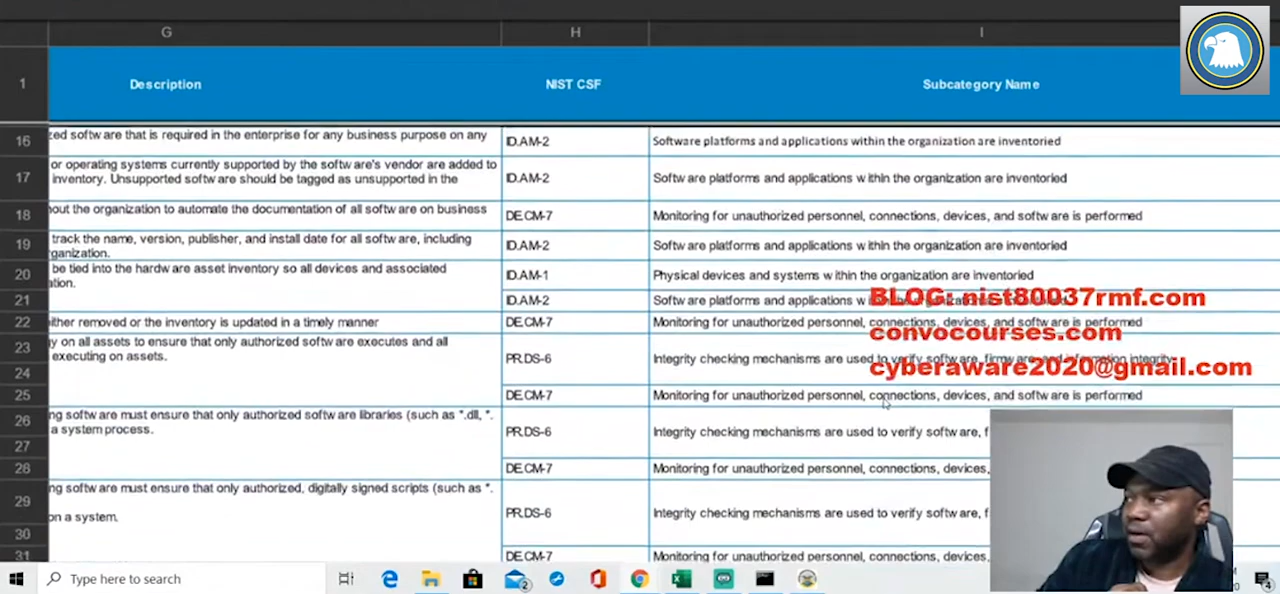 G H I
1 Description NIST CSF Subcategory Name
16 zed software that is required in the enterprise for any business purpose on any ID.AM-2 Software platforms and applications within the organization are inventoried
or operating systems currently supported by the software's vendor are added to
17 inventory. Unsupported software should be tagged as unsupported in the ID.AM-2 Software platforms and applications within the organization are inventoried
18 out the organization to automate the documentation of all software on business DE.CM-7 Monitoring for unauthorized personnel, connections, devices, and software is performed
19 track the name, version, publisher, and install date for all software, including ID.AM-2 Software platforms and applications within the organization are inventoried
ganization.
20 be tied into the hardware asset inventory so all devices and associated ID.AM-1 Physical devices and systems within the organization are inventoried
ation.
21 ID.AM-2 Software platforms and applications within the organizations are inventoried
BLOG: nist80037rmf.com
22 either removed or the inventory is updated in a timely manner DE.CM-7 Monitoring for unauthorized personnel, connections, devices, and software is performed
convocourses.com
23 y on all assets to ensure that only authorized software executes and all
executing on assets. PR.DS-6 Integrity checking mechanisms are used to verify software, firmware, and information integrity
cyberaware2020@gmail.com
24
25 DE.CM-7 Monitoring for unauthorized personnel, connections, devices, and software is performed
26 ng software must ensure that only authorized software libraries (such as *.dll, *.
a system process. PR.DS-6 Integrity checking mechanisms are used to verify software, f
27
28 DE.CM-7 Monitoring for unauthorized personnel, connections, devices,
ng software must ensure that only authorized, digitally signed scripts (such as *.
29 PR.DS-6 Integrity checking mechanisms are used to verify software, f
on a system.
30
31 DE.CM-7 Monitoring for unauthorized personnel, connections, devices,
Type here to search 2 4